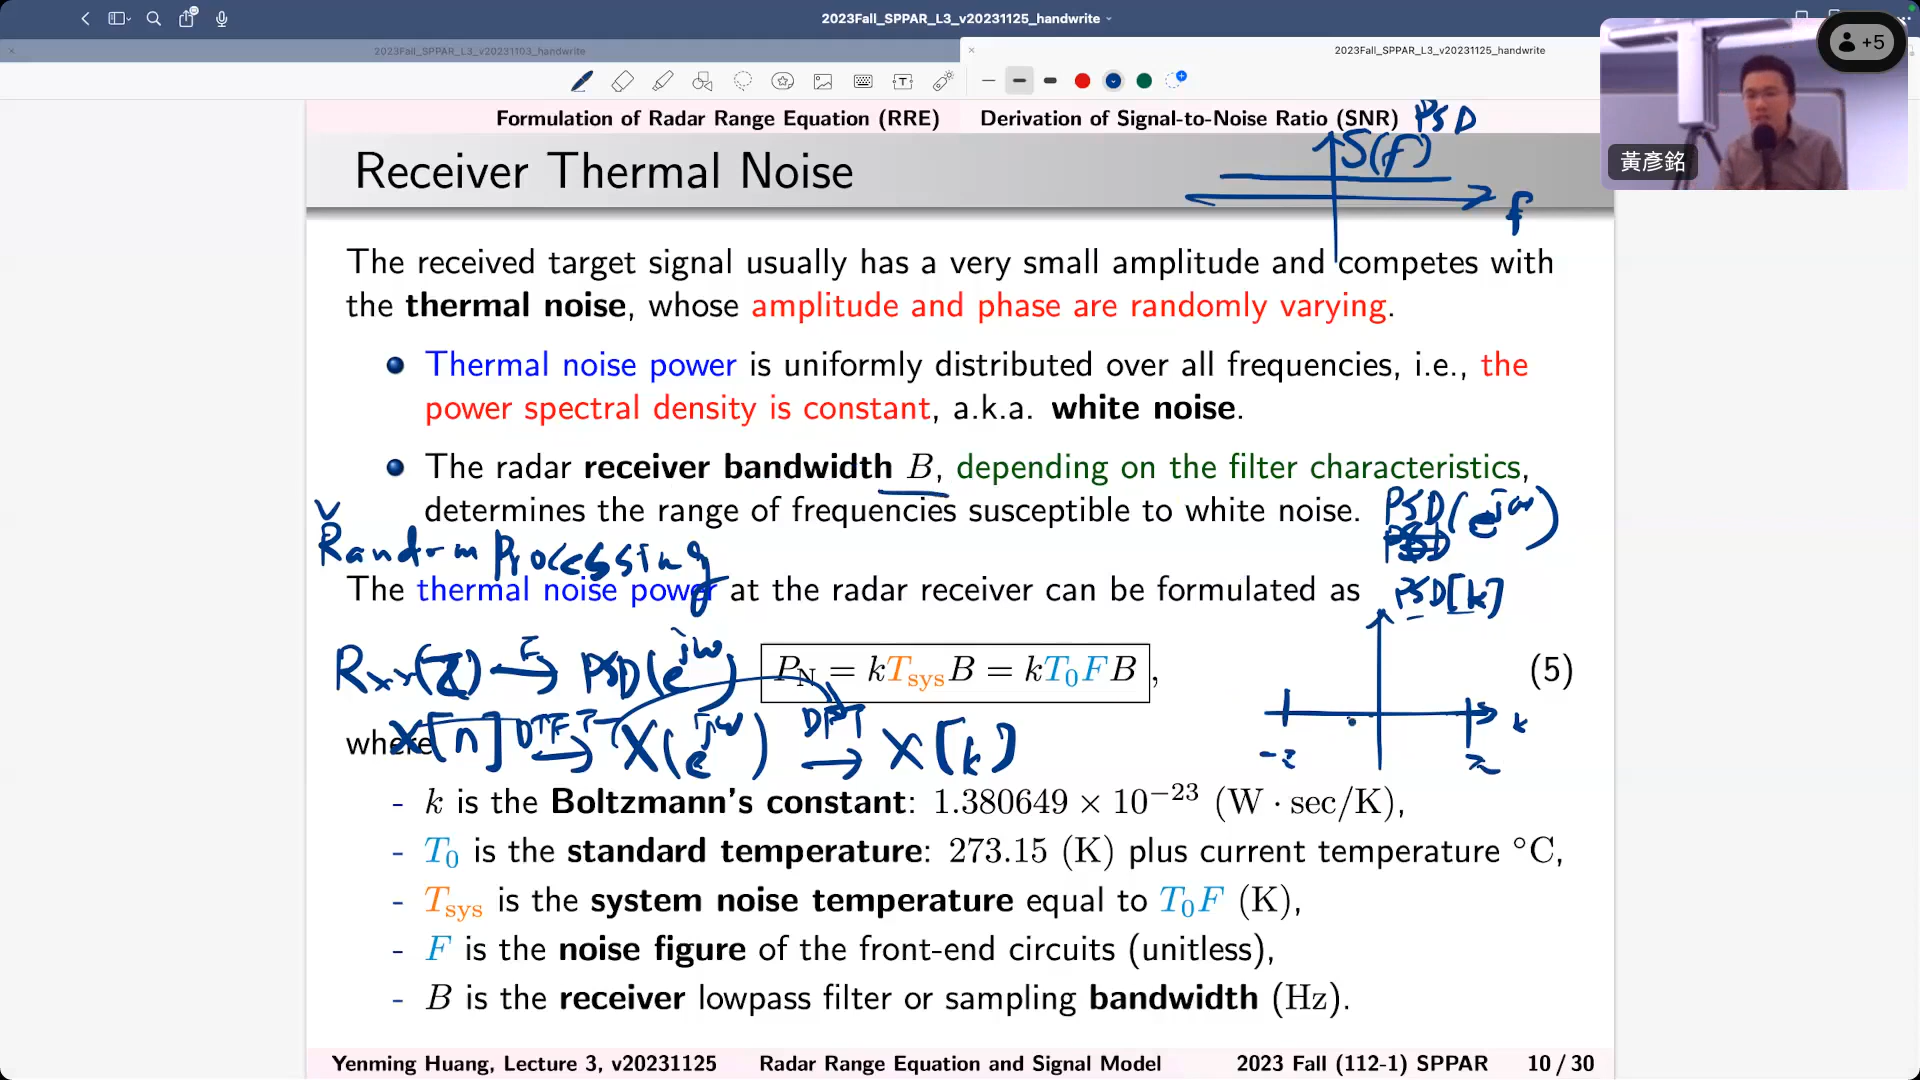 2023Fall_SPPAR_L3_v20231125_handwrite
2023Fall_SPPAR_L3_v20231103_handwrite
2023Fall_SPPAR_L3_v20231125_handwrite
+5
黃彥銘
Formulation of Radar Range Equation (RRE) Derivation of Signal-to-Noise Ratio (SNR)
PSD
S(f)
f
Receiver Thermal Noise
The received target signal usually has a very small amplitude and competes with
the thermal noise, whose amplitude and phase are randomly varying.
Thermal noise power is uniformly distributed over all frequencies, i.e., the
power spectral density is constant, a.k.a. white noise.
The radar receiver bandwidth B, depending on the filter characteristics,
determines the range of frequencies susceptible to white noise.
PSD(e^{jω})
Random Processing
The thermal noise power at the radar receiver can be formulated as
PSD[k]
R_{xx}(Z) →^{F} PSD(e^{jω})
P_N = kT_{sys}B = kT_0FB, (5)
where
X[n] DTFT → X(e^{jω}) DFT → X[k]
k
- k is the Boltzmann's constant: 1.380649 × 10^{−23} (W · sec/K),
- T_0 is the standard temperature: 273.15 (K) plus current temperature °C,
- T_{sys} is the system noise temperature equal to T_0F (K),
- F is the noise figure of the front-end circuits (unitless),
- B is the receiver lowpass filter or sampling bandwidth (Hz).
Yenming Huang, Lecture 3, v20231125 Radar Range Equation and Signal Model 2023 Fall (112-1) SPPAR 10 / 30